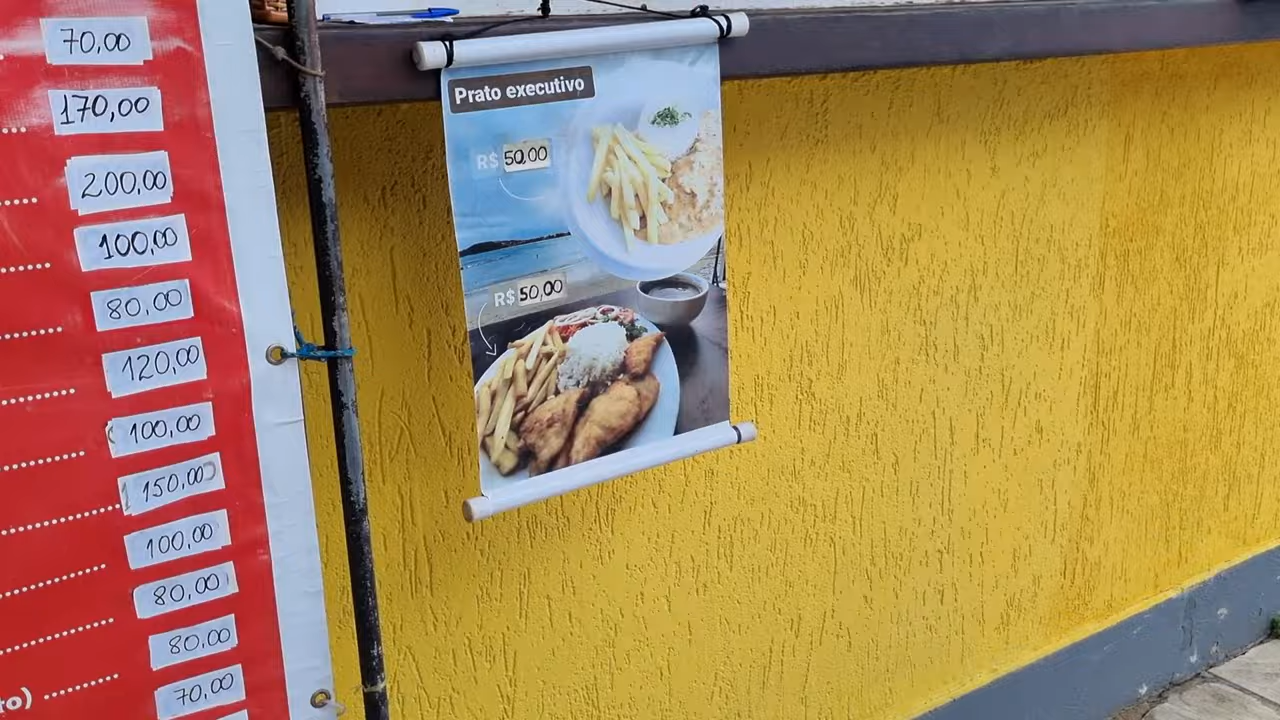 70,00
170,00
200,00
100,00
80,00
120,00
100,00
150,00
100,00
80,00
80,00
to) 70,00
Prato executivo
R$ 50,00
R$ 50,00